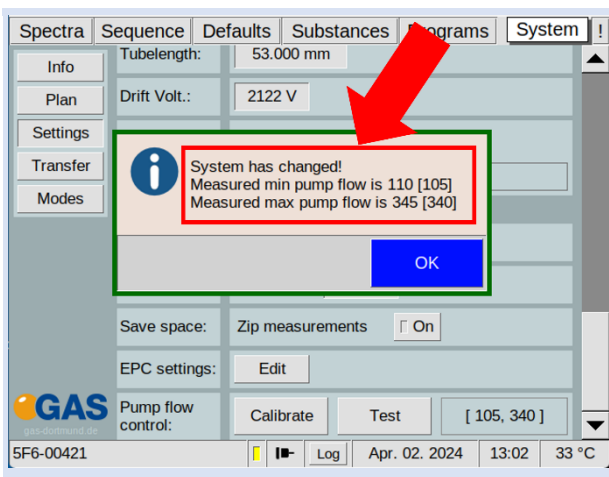 Spectra Sequence Defaults Substances Programs System !
Info
Plan
Settings
Transfer
Modes
Tubelength: 53.000 mm
Drift Volt.: 2122 V
System has changed!
Measured min pump flow is 110 [105]
Measured max pump flow is 345 [340]
OK
Save space: Zip measurements On
EPC settings: Edit
Pump flow
control: Calibrate Test [ 105, 340 ]
GAS
gas-dortmund.de
5F6-00421 Log Apr. 02. 2024 13:02 33 °C